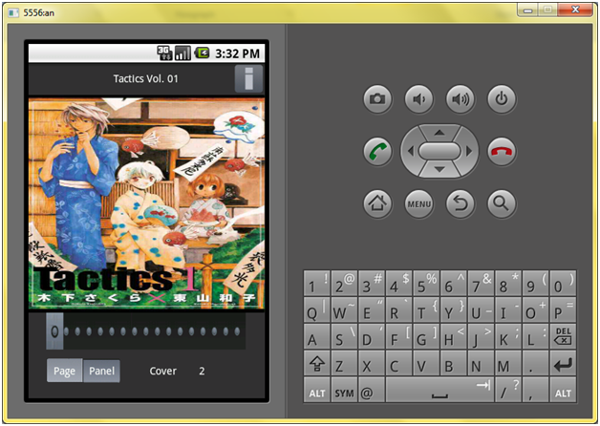 5556:an
3G
3:32 PM
Tactics Vol. 01
Tactics 1
木下さくら×東山和子
0
Page
Panel
Cover
2
MENU
1 ! 2 @ 3 # 4 $ 5 % 6 ^ 7 & 8 * 9 ( 0 )
Q | W ~ E " R ` T { Y } U _ I - O + P =
A S \ D ' F [ G ] H < J > K ; L : DEL
Z X C V B N M .
ALT SYM @ / ? , ALT